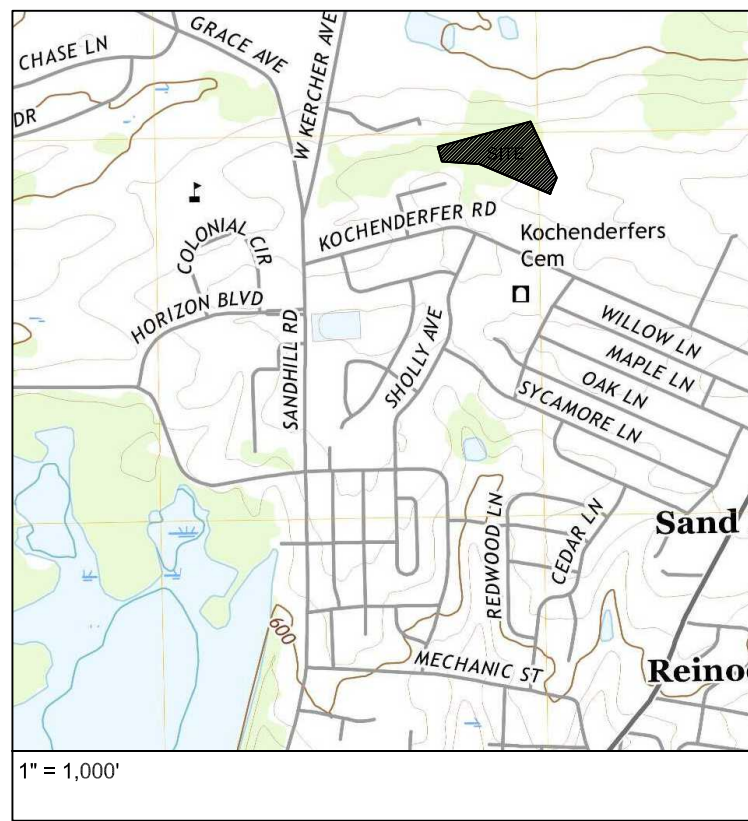 GRACE AVE
CHASE LN
W KERCHER AVE
DR
SITE
KOCHENDERFER RD
COLONIAL CIR
Kochenderfers
Cem
HORIZON BLVD
SANDHILL RD
SHOLLY AVE
WILLOW LN
MAPLE LN
OAK LN
SYCAMORE LN
Sand
REDWOOD LN
CEDAR LN
600
MECHANIC ST
Reino
1" = 1,000'